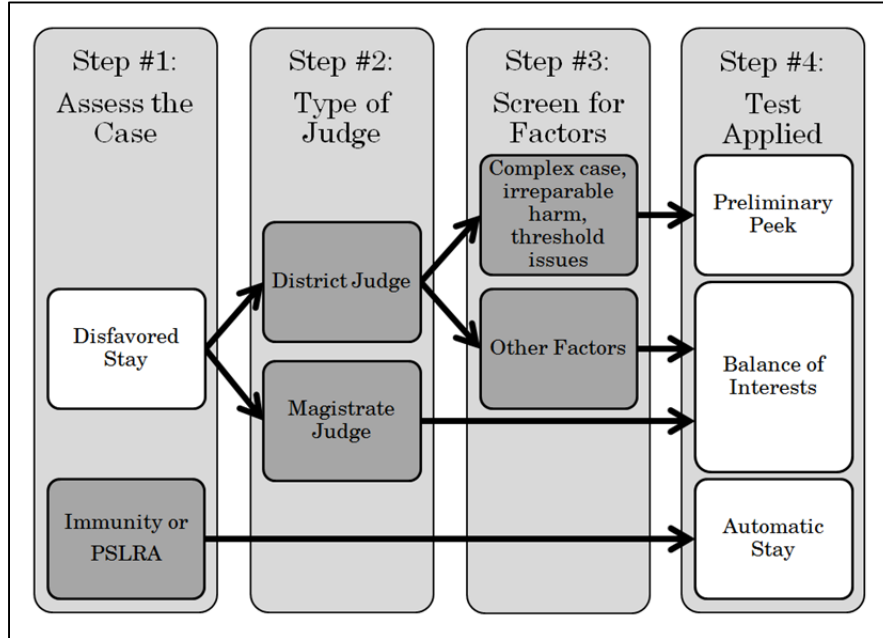 Step #1:
Assess the
Case
Disfavored
Stay
Immunity or
PSLRA
Step #2:
Type of
Judge
District Judge
Magistrate
Judge
Step #3:
Screen for
Factors
Complex case,
irreparable
harm,
threshold
issues
Other Factors
Step #4:
Test
Applied
Preliminary
Peek
Balance of
Interests
Automatic
Stay